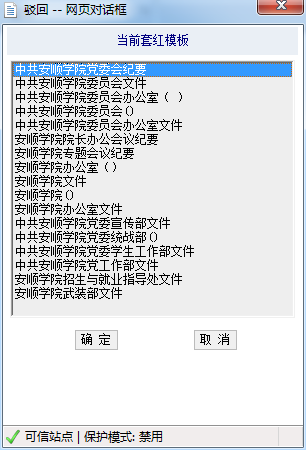 驳回 -- 网页对话框
当前套红模板
中共安顺学院党委会纪要
中共安顺学院委员会文件
中共安顺学院委员会办公室（ ）
中共安顺学院委员会()
中共安顺学院委员会办公室文件
安顺学院院长办公会议纪要
安顺学院专题会议纪要
安顺学院办公室()
安顺学院文件
安顺学院()
安顺学院办公室文件
中共安顺学院党委宣传部文件
中共安顺学院党委统战部()
中共安顺学院党委学生工作部文件
中共安顺学院党工作部文件
安顺学院招生与就业指导处文件
安顺学院武装部文件
确 定 取 消
可信站点 | 保护模式: 禁用